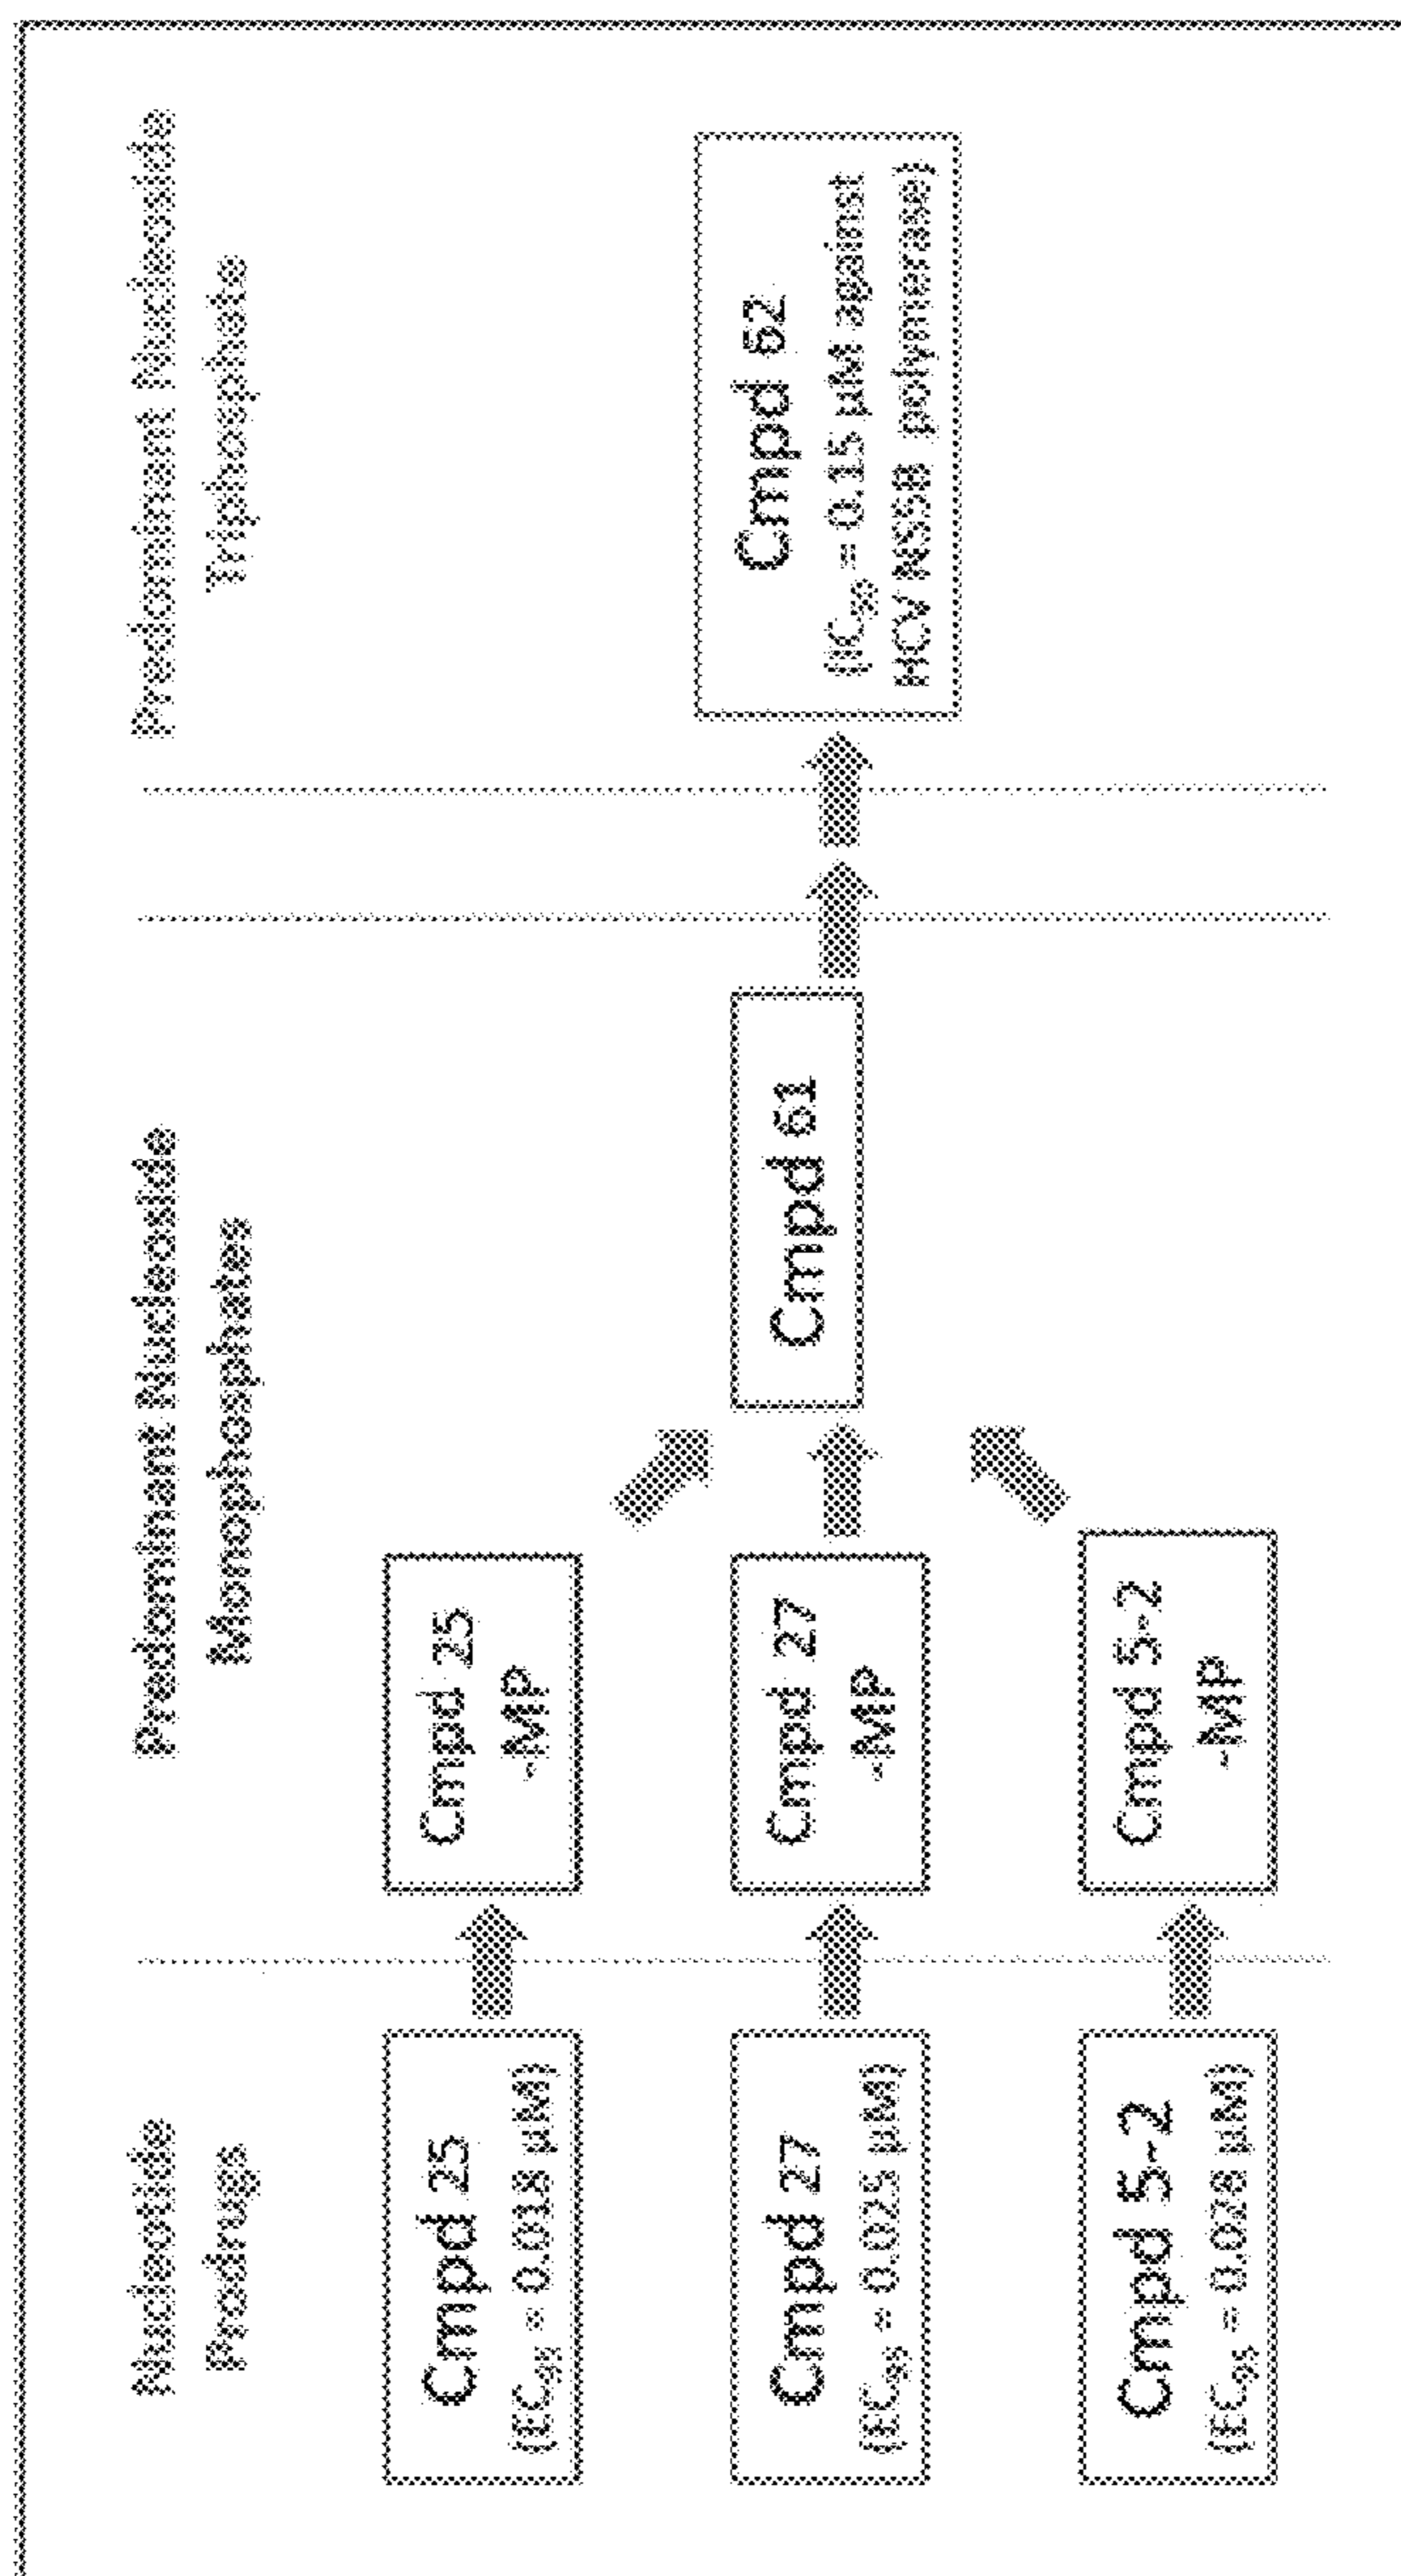 Nucleotide
Prodrugs
Predominant Nucleoside
Monophosphates
Predominant Nucleoside
Triphosphate
Cmpd 25
(EC95 = 0.018 µM)
Cmpd 25
-MP
Cmpd 27
(EC95 = 0.025 µM)
Cmpd 27
-MP
Cmpd 61
Cmpd 62
(IC50 = 0.15 µM against
HCV NS5B polymerase)
Cmpd 5-2
(EC95 = 0.028 µM)
Cmpd 5-2
-MP